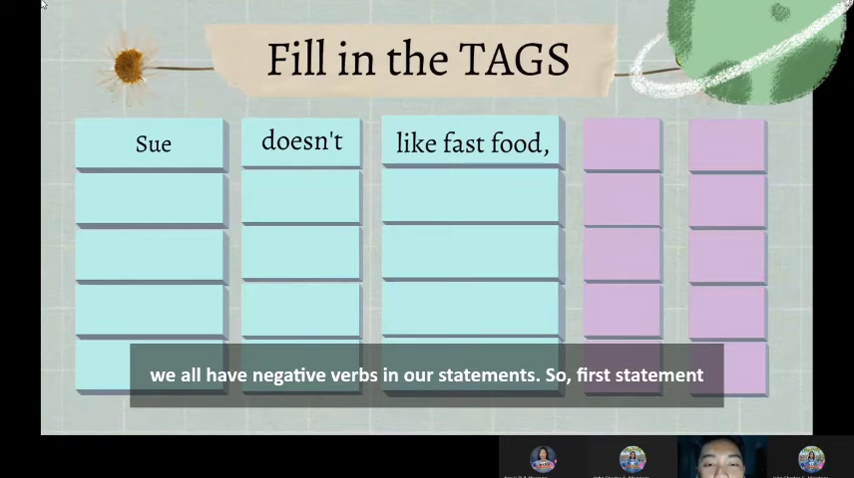 Fill in the TAGS
Sue doesn't like fast food,
we all have negative verbs in our statements. So, first statement